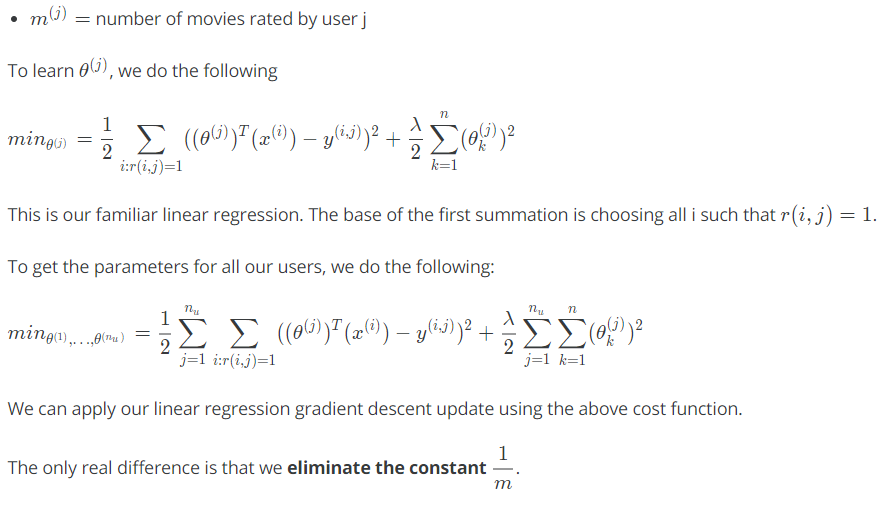 • $m^{(j)}$ = number of movies rated by user j
To learn $\theta^{(j)}$, we do the following
$min_{\theta^{(j)}} = \frac{1}{2} \sum_{i:r(i,j)=1} ((\theta^{(j)})^T (x^{(i)}) - y^{(i,j)})^2 + \frac{\lambda}{2} \sum_{k=1}^{n} (\theta_k^{(j)})^2$
This is our familiar linear regression. The base of the first summation is choosing all i such that $r(i,j) = 1$.
To get the parameters for all our users, we do the following:
$min_{\theta^{(1)},...,\theta^{(n_u)}} = \frac{1}{2} \sum_{j=1}^{n_u} \sum_{i:r(i,j)=1} ((\theta^{(j)})^T (x^{(i)}) - y^{(i,j)})^2 + \frac{\lambda}{2} \sum_{j=1}^{n_u} \sum_{k=1}^{n} (\theta_k^{(j)})^2$
We can apply our linear regression gradient descent update using the above cost function.
The only real difference is that we eliminate the constant $\frac{1}{m}$.